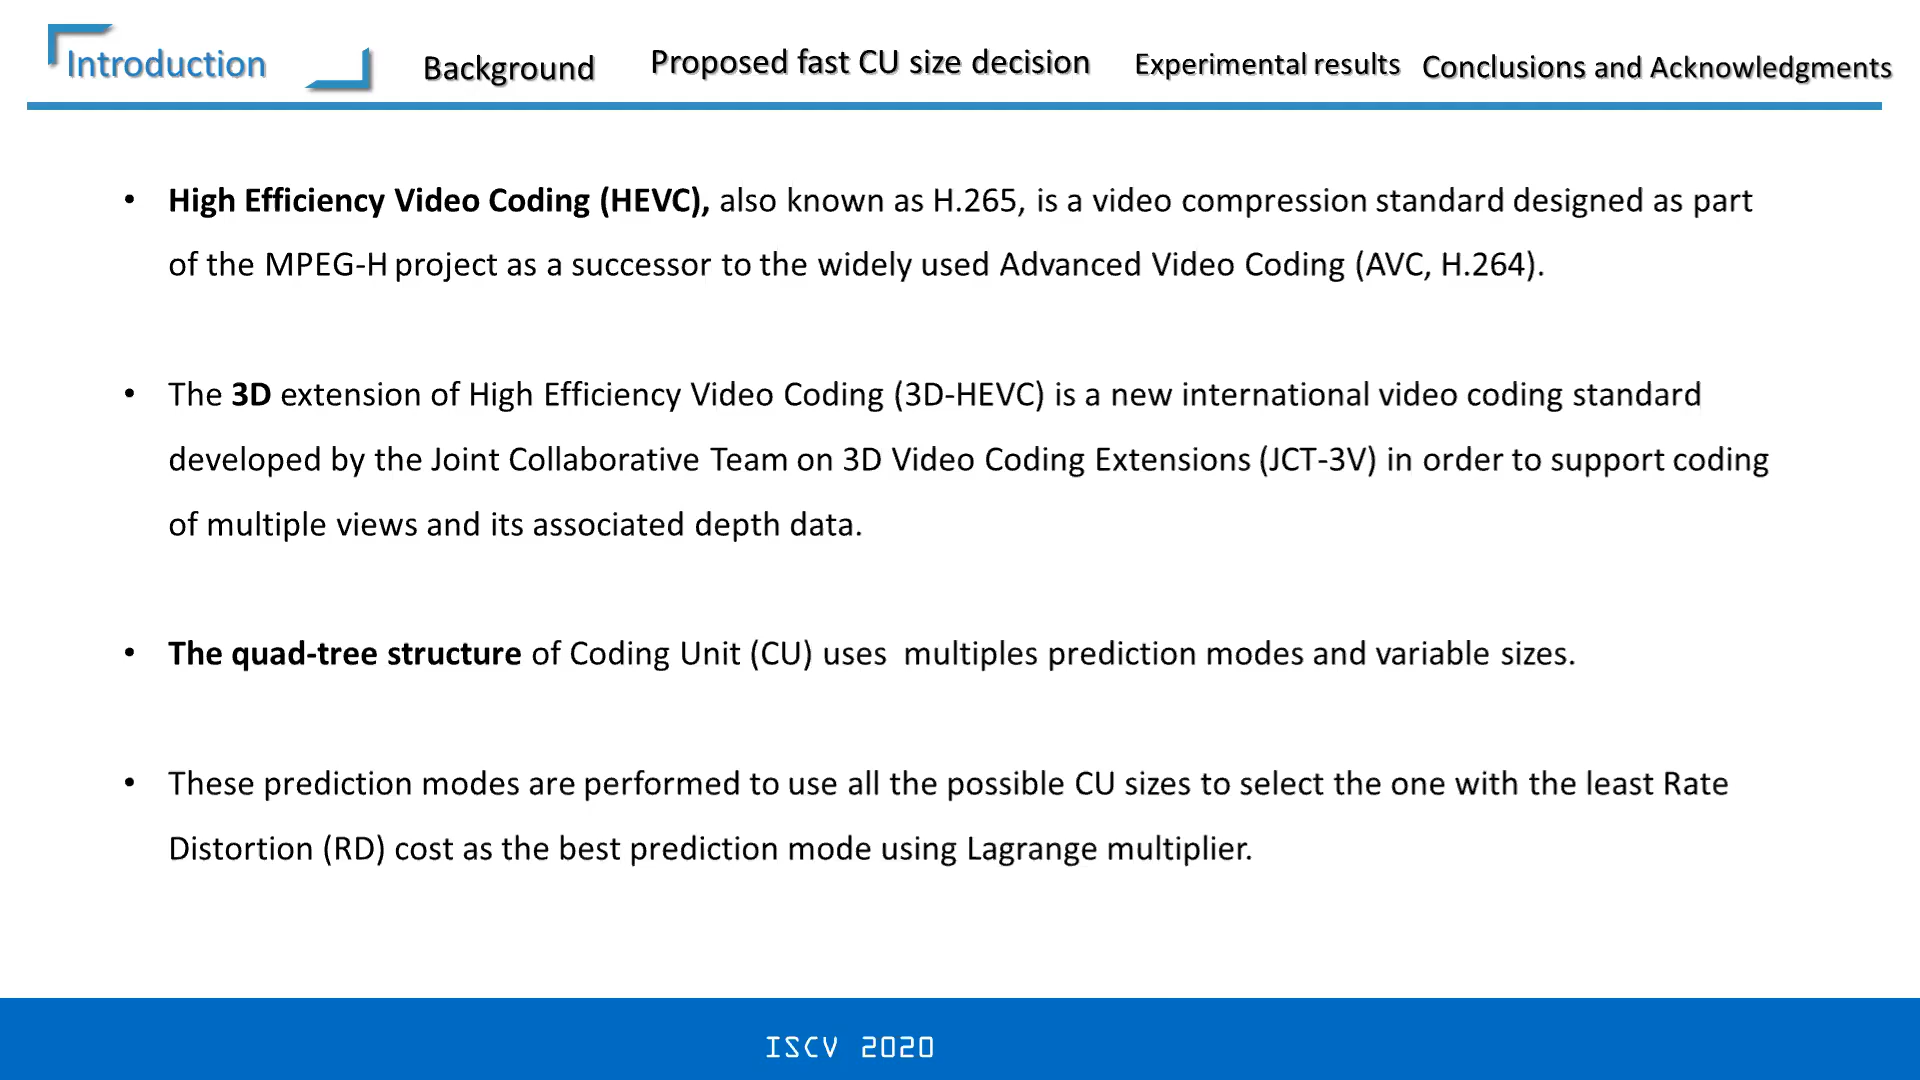 Introduction
Background
Proposed fast CU size decision
Experimental results
Conclusions and Acknowledgments
• High Efficiency Video Coding (HEVC), also known as H.265, is a video compression standard designed as part
of the MPEG-H project as a successor to the widely used Advanced Video Coding (AVC, H.264).
• The 3D extension of High Efficiency Video Coding (3D-HEVC) is a new international video coding standard
developed by the Joint Collaborative Team on 3D Video Coding Extensions (JCT-3V) in order to support coding
of multiple views and its associated depth data.
• The quad-tree structure of Coding Unit (CU) uses  multiples prediction modes and variable sizes.
• These prediction modes are performed to use all the possible CU sizes to select the one with the least Rate
Distortion (RD) cost as the best prediction mode using Lagrange multiplier.
ISCV 2020